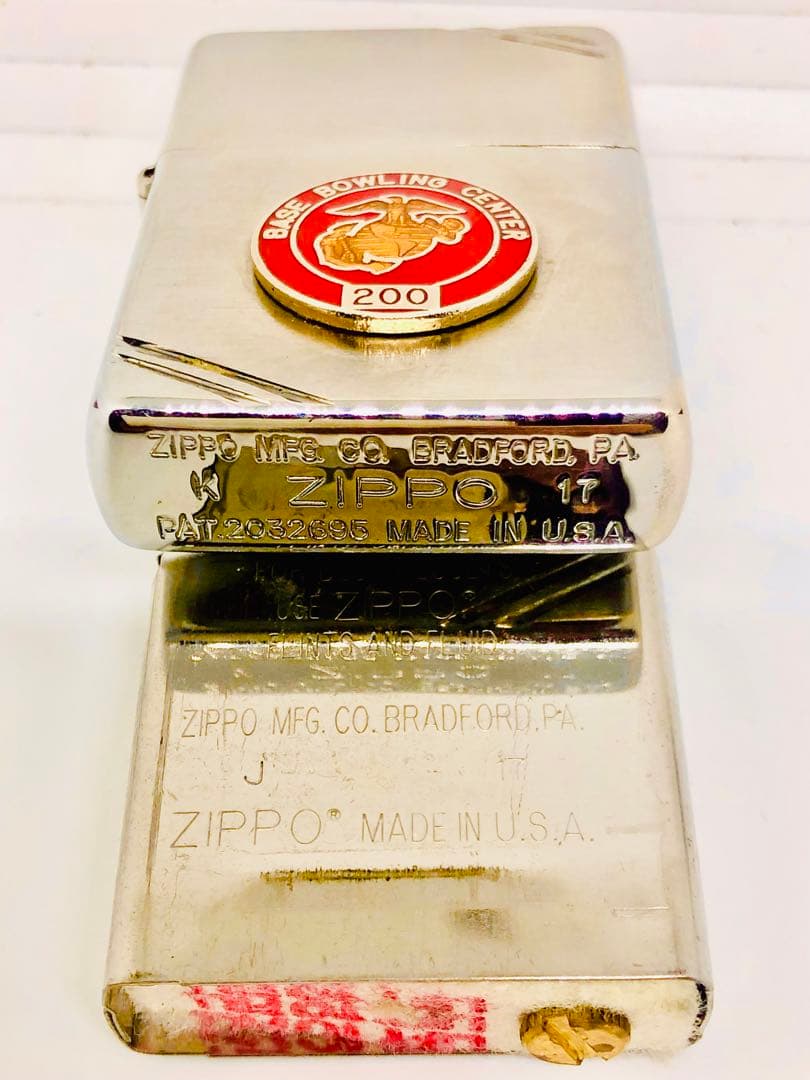 BASE BOWLING CENTER
200
ZIPPO MFG. CO. BRADFORD, PA.
K ZIPPO 17
PAT.2032695 MADE IN U.S.A.
USE ZIPPO®
FLINTS AND FLUID
ZIPPO MFG. CO. BRADFORD, PA.
J
ZIPPO® MADE IN U.S.A.